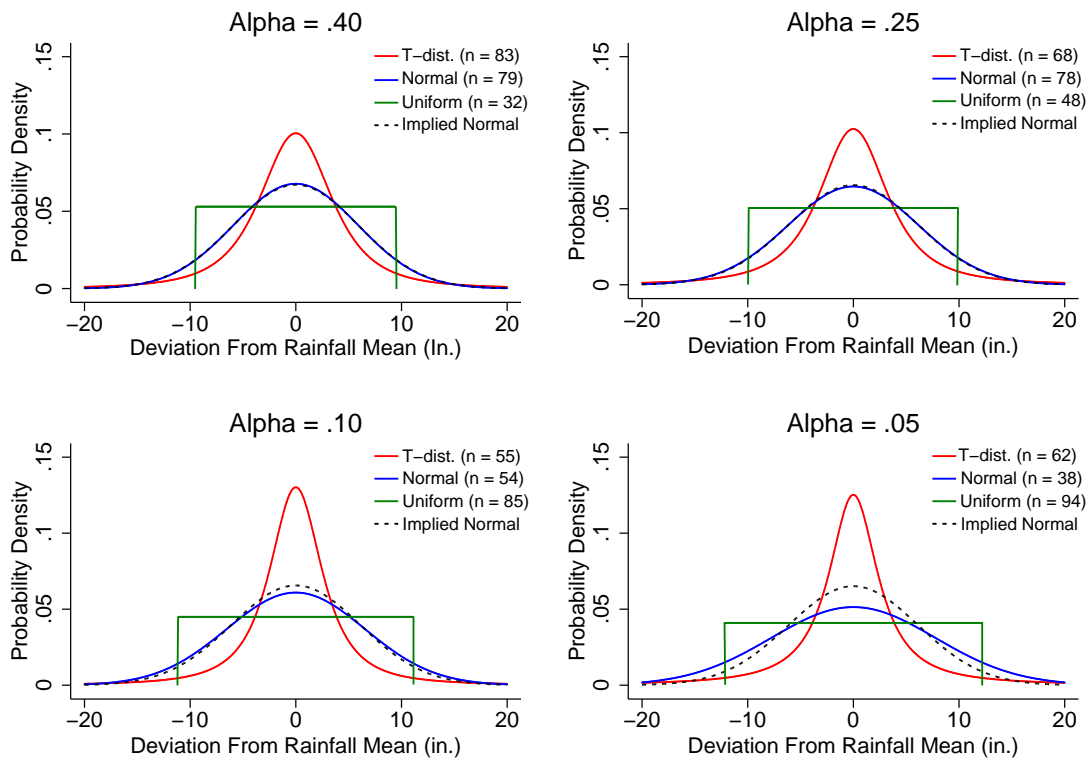 Alpha = .40
T−dist. (n = 83)
Normal (n = 79)
Uniform (n = 32)
Implied Normal
Probability Density
0 .05 .1 .15
−20 −10 0 10 20
Deviation From Rainfall Mean (In.)
Alpha = .25
T−dist. (n = 68)
Normal (n = 78)
Uniform (n = 48)
Implied Normal
Probability Density
0 .05 .1 .15
−20 −10 0 10 20
Deviation From Rainfall Mean (in.)
Alpha = .10
T−dist. (n = 55)
Normal (n = 54)
Uniform (n = 85)
Implied Normal
Probability Density
0 .05 .1 .15
−20 −10 0 10 20
Deviation From Rainfall Mean (in.)
Alpha = .05
T−dist. (n = 62)
Normal (n = 38)
Uniform (n = 94)
Implied Normal
Probability Density
0 .05 .1 .15
−20 −10 0 10 20
Deviation From Rainfall Mean (in.)